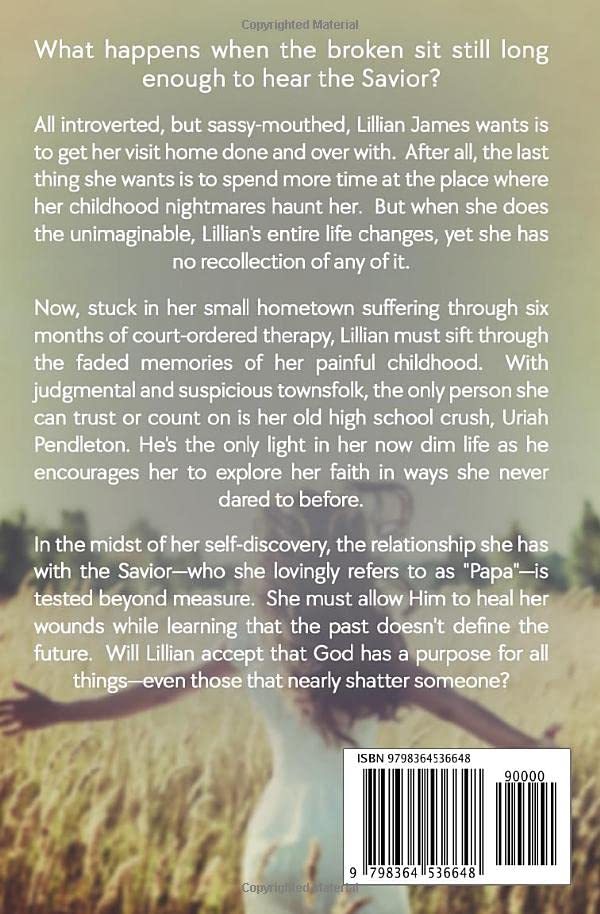 Copyrighted Material
What happens when the broken sit still long
enough to hear the Savior?
All introverted, but sassy-mouthed, Lillian James wants is
to get her visit home done and over with. After all, the last
thing she wants is to spend more time at the place where
her childhood nightmares haunt her. But when she does
the unimaginable, Lillian's entire life changes, yet she has
no recollection of any of it.
Now, stuck in her small hometown suffering through six
months of court-ordered therapy, Lillian must sift through
the faded memories of her painful childhood. With
judgmental and suspicious townsfolk, the only person she
can trust or count on is her old high school crush, Uriah
Pendleton. He's the only light in her now dim life as he
encourages her to explore her faith in ways she never
dared to before.
In the midst of her self-discovery, the relationship she has
with the Savior—who she lovingly refers to as "Papa"—is
tested beyond measure. She must allow Him to heal her
wounds while learning that the past doesn't define the
future. Will Lillian accept that God has a purpose for all
things—even those that nearly shatter someone?
ISBN 9798364536648
90000
9 798364 536648
Copyrighted Material